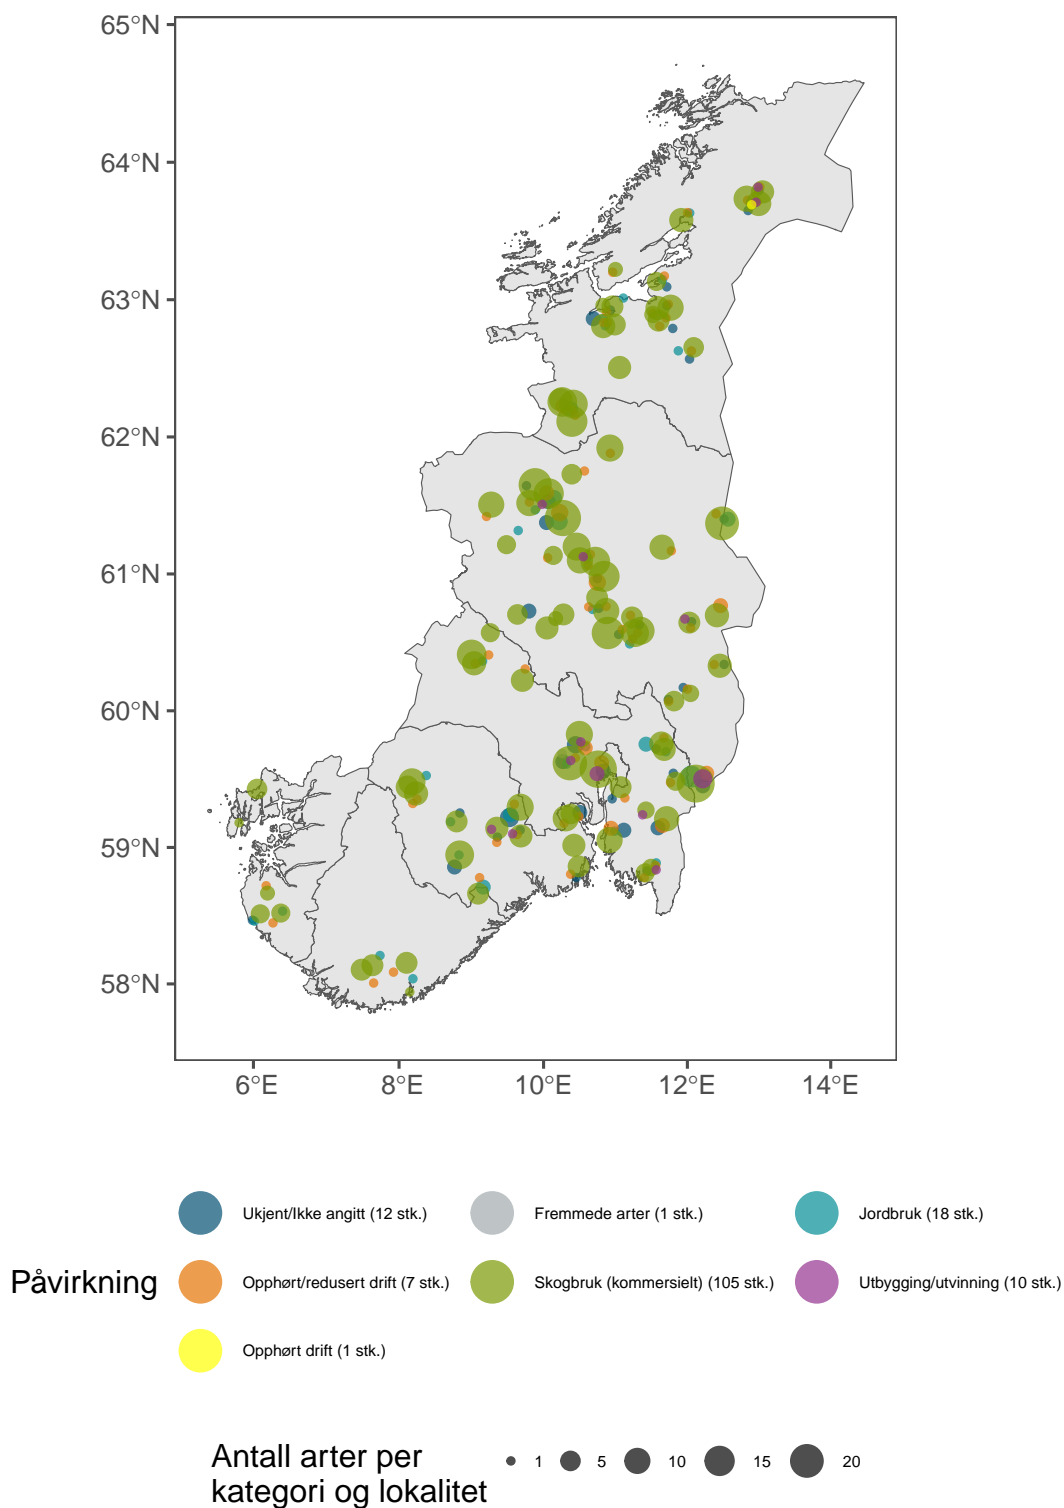 65°N
64°N
63°N
62°N
61°N
60°N
59°N
58°N
6°E 8°E 10°E 12°E 14°E
Ukjent/Ikke angitt (12 stk.) Fremmede arter (1 stk.) Jordbruk (18 stk.)
Påvirkning Opphørt/redusert drift (7 stk.) Skogbruk (kommersielt) (105 stk.) Utbygging/utvinning (10 stk.)
Opphørt drift (1 stk.)
Antall arter per
kategori og lokalitet 1 5 10 15 20